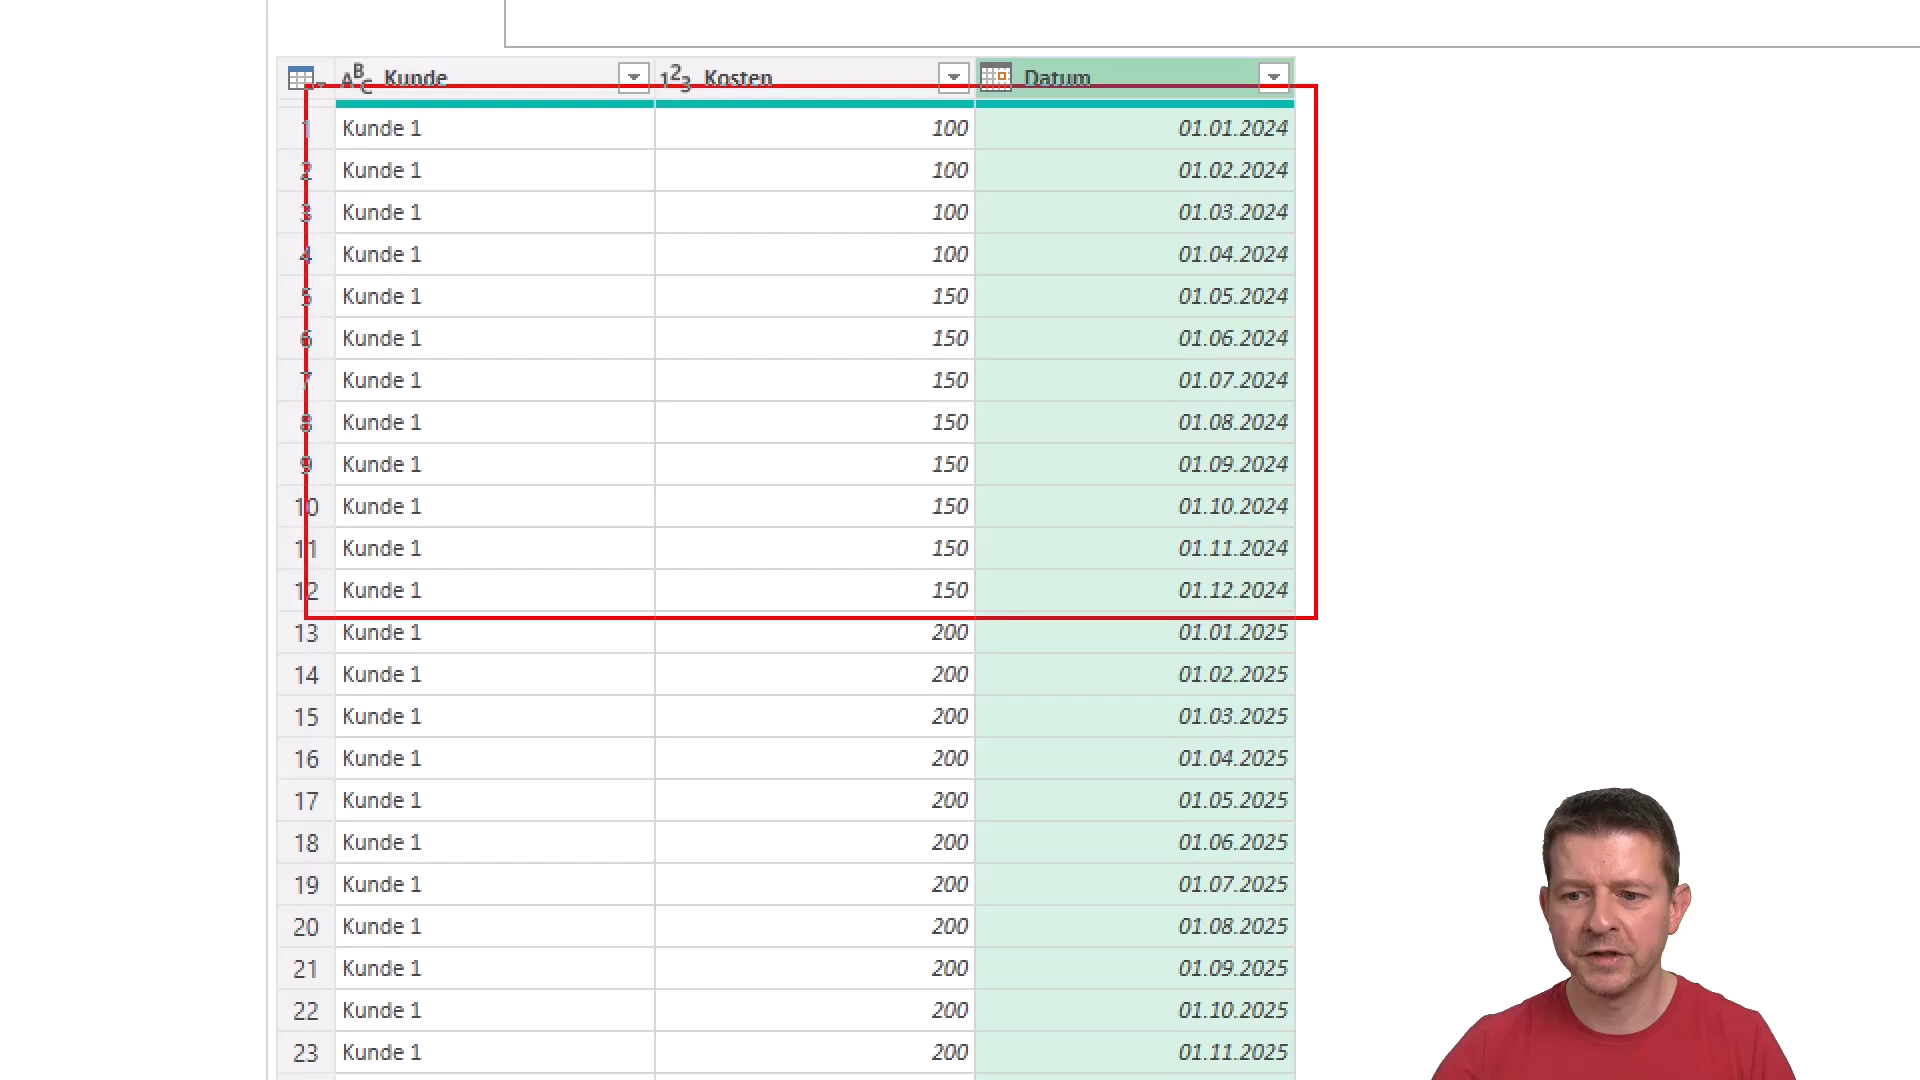 ABC Kunde 123 Kosten Datum
1 Kunde 1 100 01.01.2024
2 Kunde 1 100 01.02.2024
3 Kunde 1 100 01.03.2024
4 Kunde 1 100 01.04.2024
5 Kunde 1 150 01.05.2024
6 Kunde 1 150 01.06.2024
7 Kunde 1 150 01.07.2024
8 Kunde 1 150 01.08.2024
9 Kunde 1 150 01.09.2024
10 Kunde 1 150 01.10.2024
11 Kunde 1 150 01.11.2024
12 Kunde 1 150 01.12.2024
13 Kunde 1 200 01.01.2025
14 Kunde 1 200 01.02.2025
15 Kunde 1 200 01.03.2025
16 Kunde 1 200 01.04.2025
17 Kunde 1 200 01.05.2025
18 Kunde 1 200 01.06.2025
19 Kunde 1 200 01.07.2025
20 Kunde 1 200 01.08.2025
21 Kunde 1 200 01.09.2025
22 Kunde 1 200 01.10.2025
23 Kunde 1 200 01.11.2025